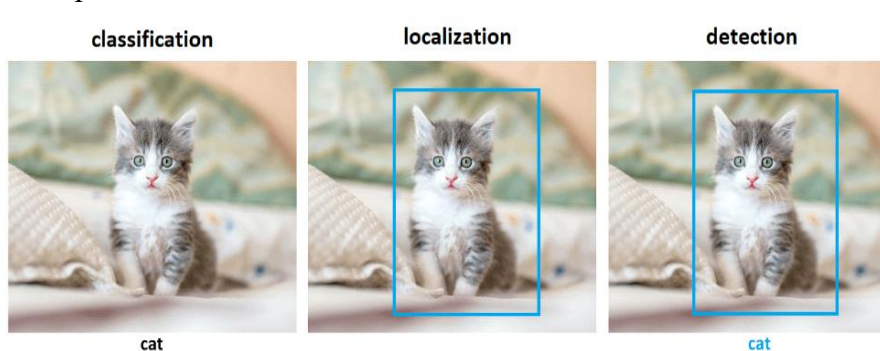 classification
localization
detection
cat
cat